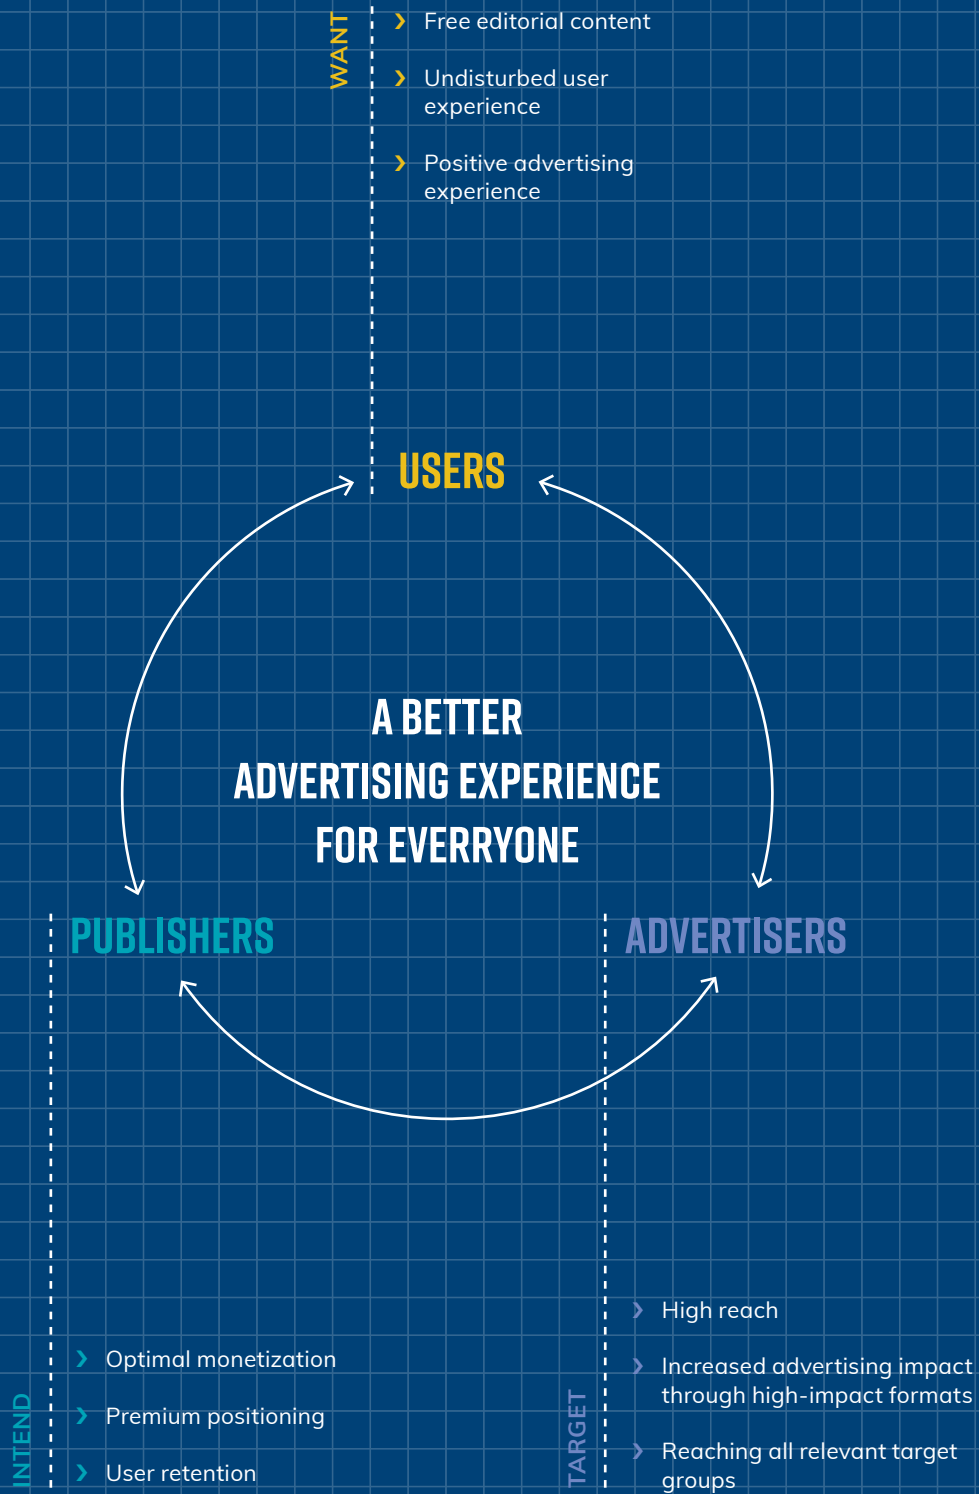 WANT
Free editorial content
Undisturbed user
experience
Positive advertising
experience
USERS
A BETTER
ADVERTISING EXPERIENCE
FOR EVERRYONE
PUBLISHERS
ADVERTISERS
INTEND
Optimal monetization
Premium positioning
User retention
TARGET
High reach
Increased advertising impact
through high-impact formats
Reaching all relevant target
groups